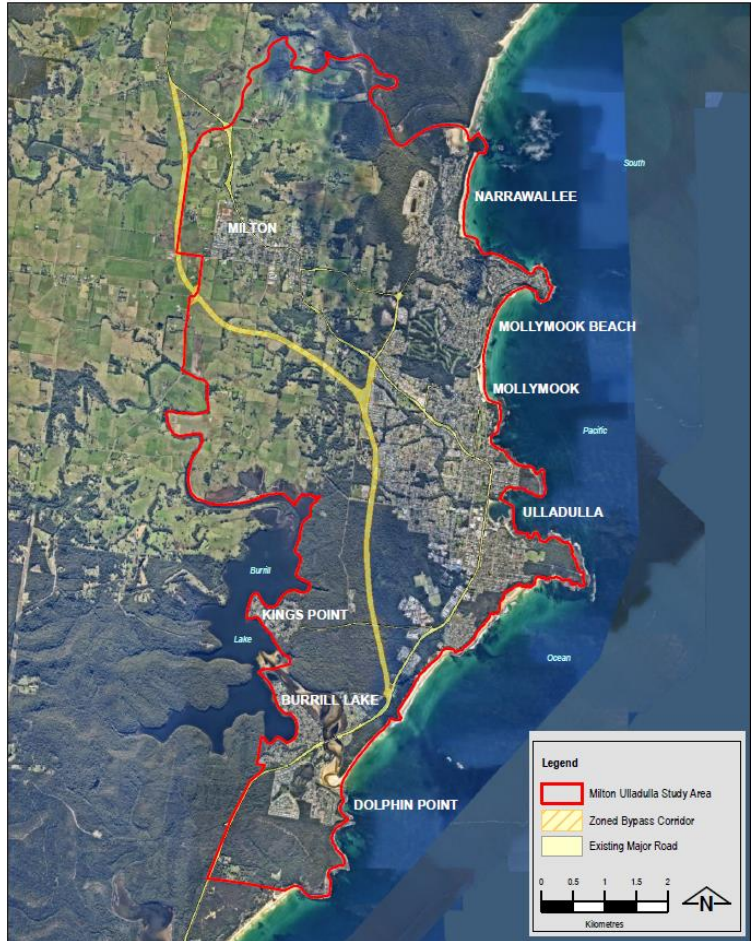 South
NARRAWALLEE
MILTON
MOLLYMOOK BEACH
MOLLYMOOK
Pacific
ULLADULLA
Burrill
KINGS POINT
Lake
Ocean
BURRILL LAKE
DOLPHIN POINT
Legend
Milton Ulladulla Study Area
Zoned Bypass Corridor
Existing Major Road
0 0.5 1 1.5 2
Kilometres
N